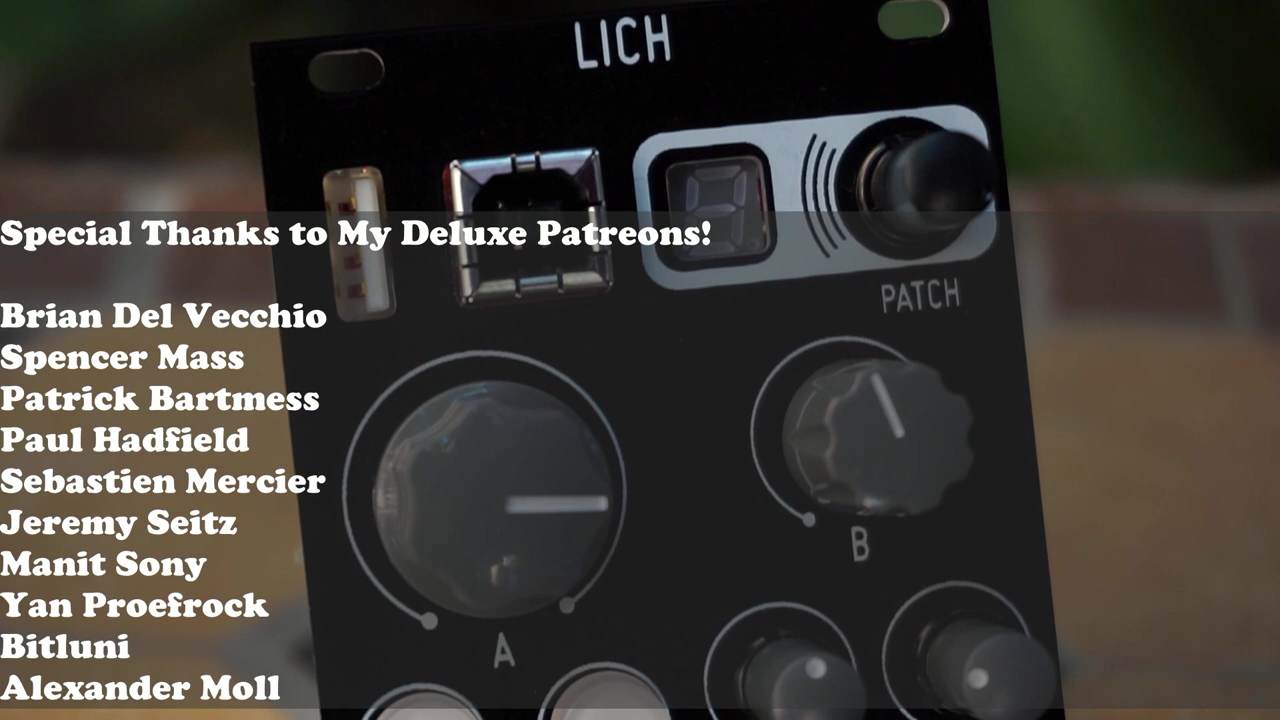 LICH
Special Thanks to My Deluxe Patreons!
PATCH
Brian Del Vecchio
Spencer Mass
Patrick Bartmess
Paul Hadfield
Sebastien Mercier
Jeremy Seitz
B
Manit Sony
Yan Proefrock
A
Bitluni
Alexander Moll